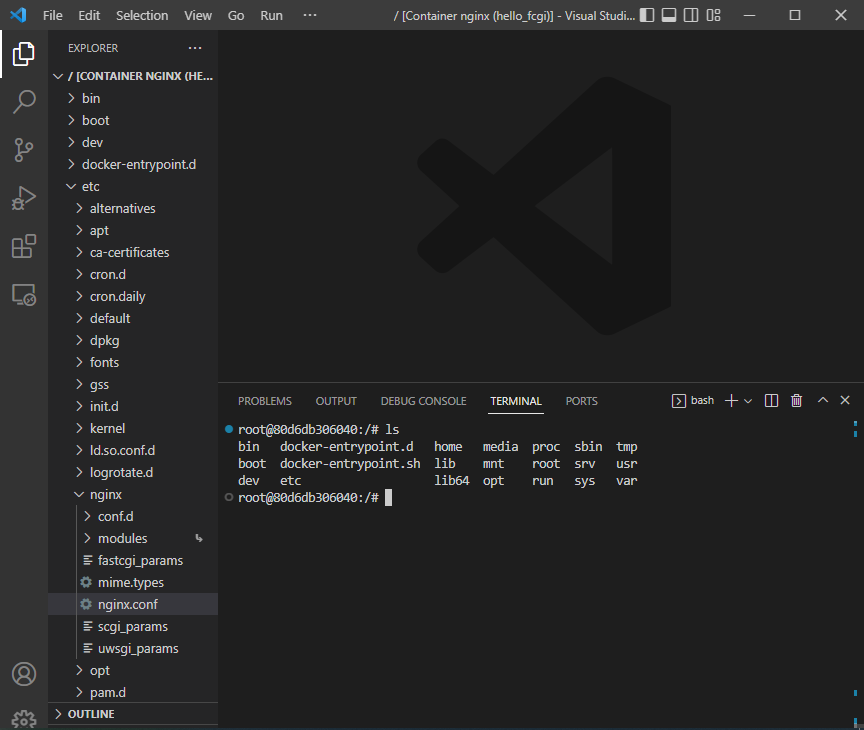 File Edit Selection View Go Run ··· / [Container nginx (hello_fcgi)] - Visual Studi...
EXPLORER ···
/ [CONTAINER NGINX (HE...
bin
boot
dev
docker-entrypoint.d
etc
alternatives
apt
ca-certificates
cron.d
cron.daily
default
dpkg
fonts
gss
init.d
kernel
ld.so.conf.d
logrotate.d
nginx
conf.d
modules
fastcgi_params
mime.types
nginx.conf
scgi_params
uwsgi_params
opt
pam.d
OUTLINE
PROBLEMS OUTPUT DEBUG CONSOLE TERMINAL PORTS bash
root@80d6db306040:/# ls
bin docker-entrypoint.d home media proc sbin tmp
boot docker-entrypoint.sh lib mnt root srv usr
dev etc lib64 opt run sys var
root@80d6db306040:/#